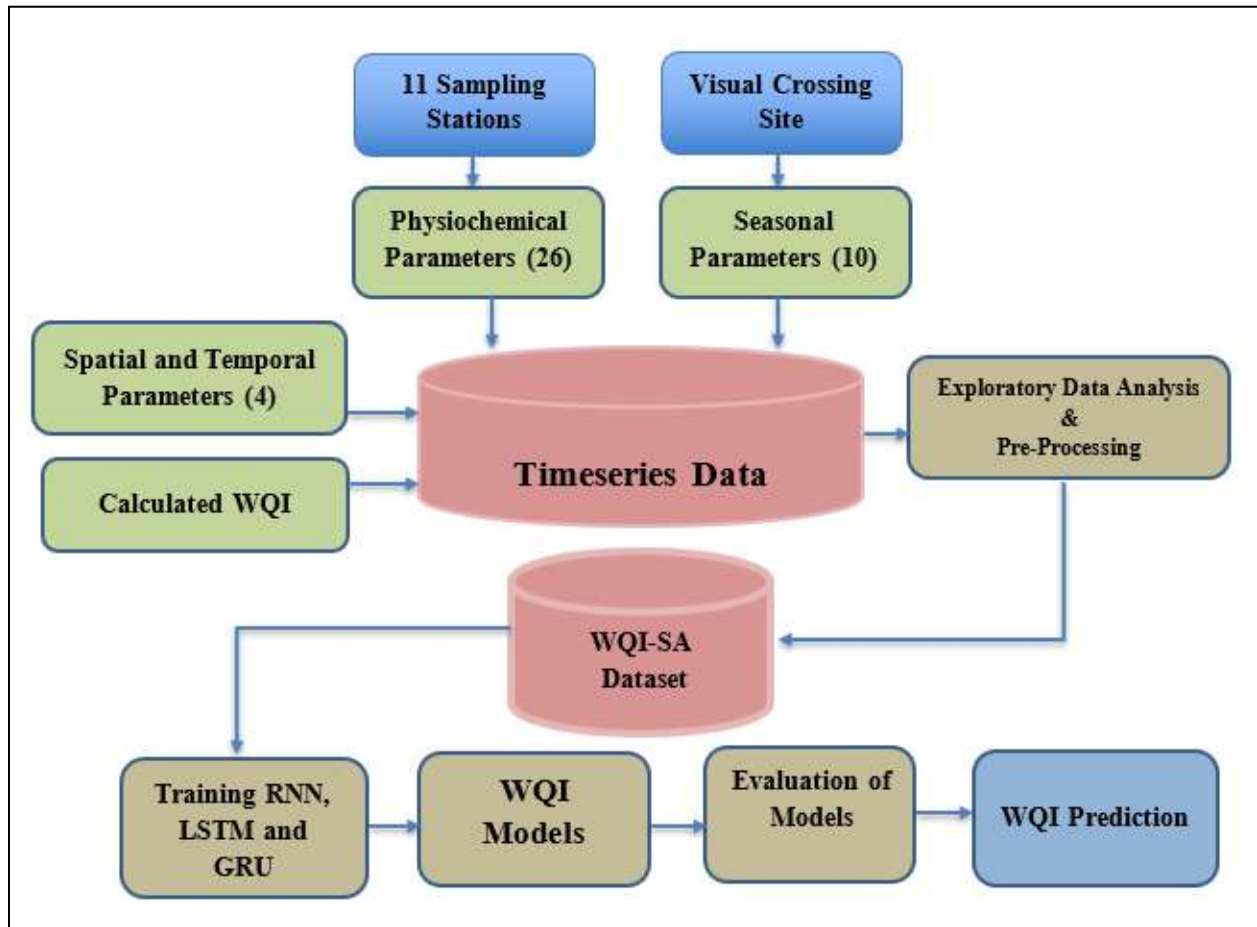 11 Sampling
Stations
Visual Crossing
Site
Physiochemical
Parameters (26)
Seasonal
Parameters (10)
Spatial and Temporal
Parameters (4)
Calculated WQI
Timeseries Data
Exploratory Data Analysis
&
Pre-Processing
WQI-SA
Dataset
Training RNN,
LSTM and
GRU
WQI
Models
Evaluation of
Models
WQI Prediction